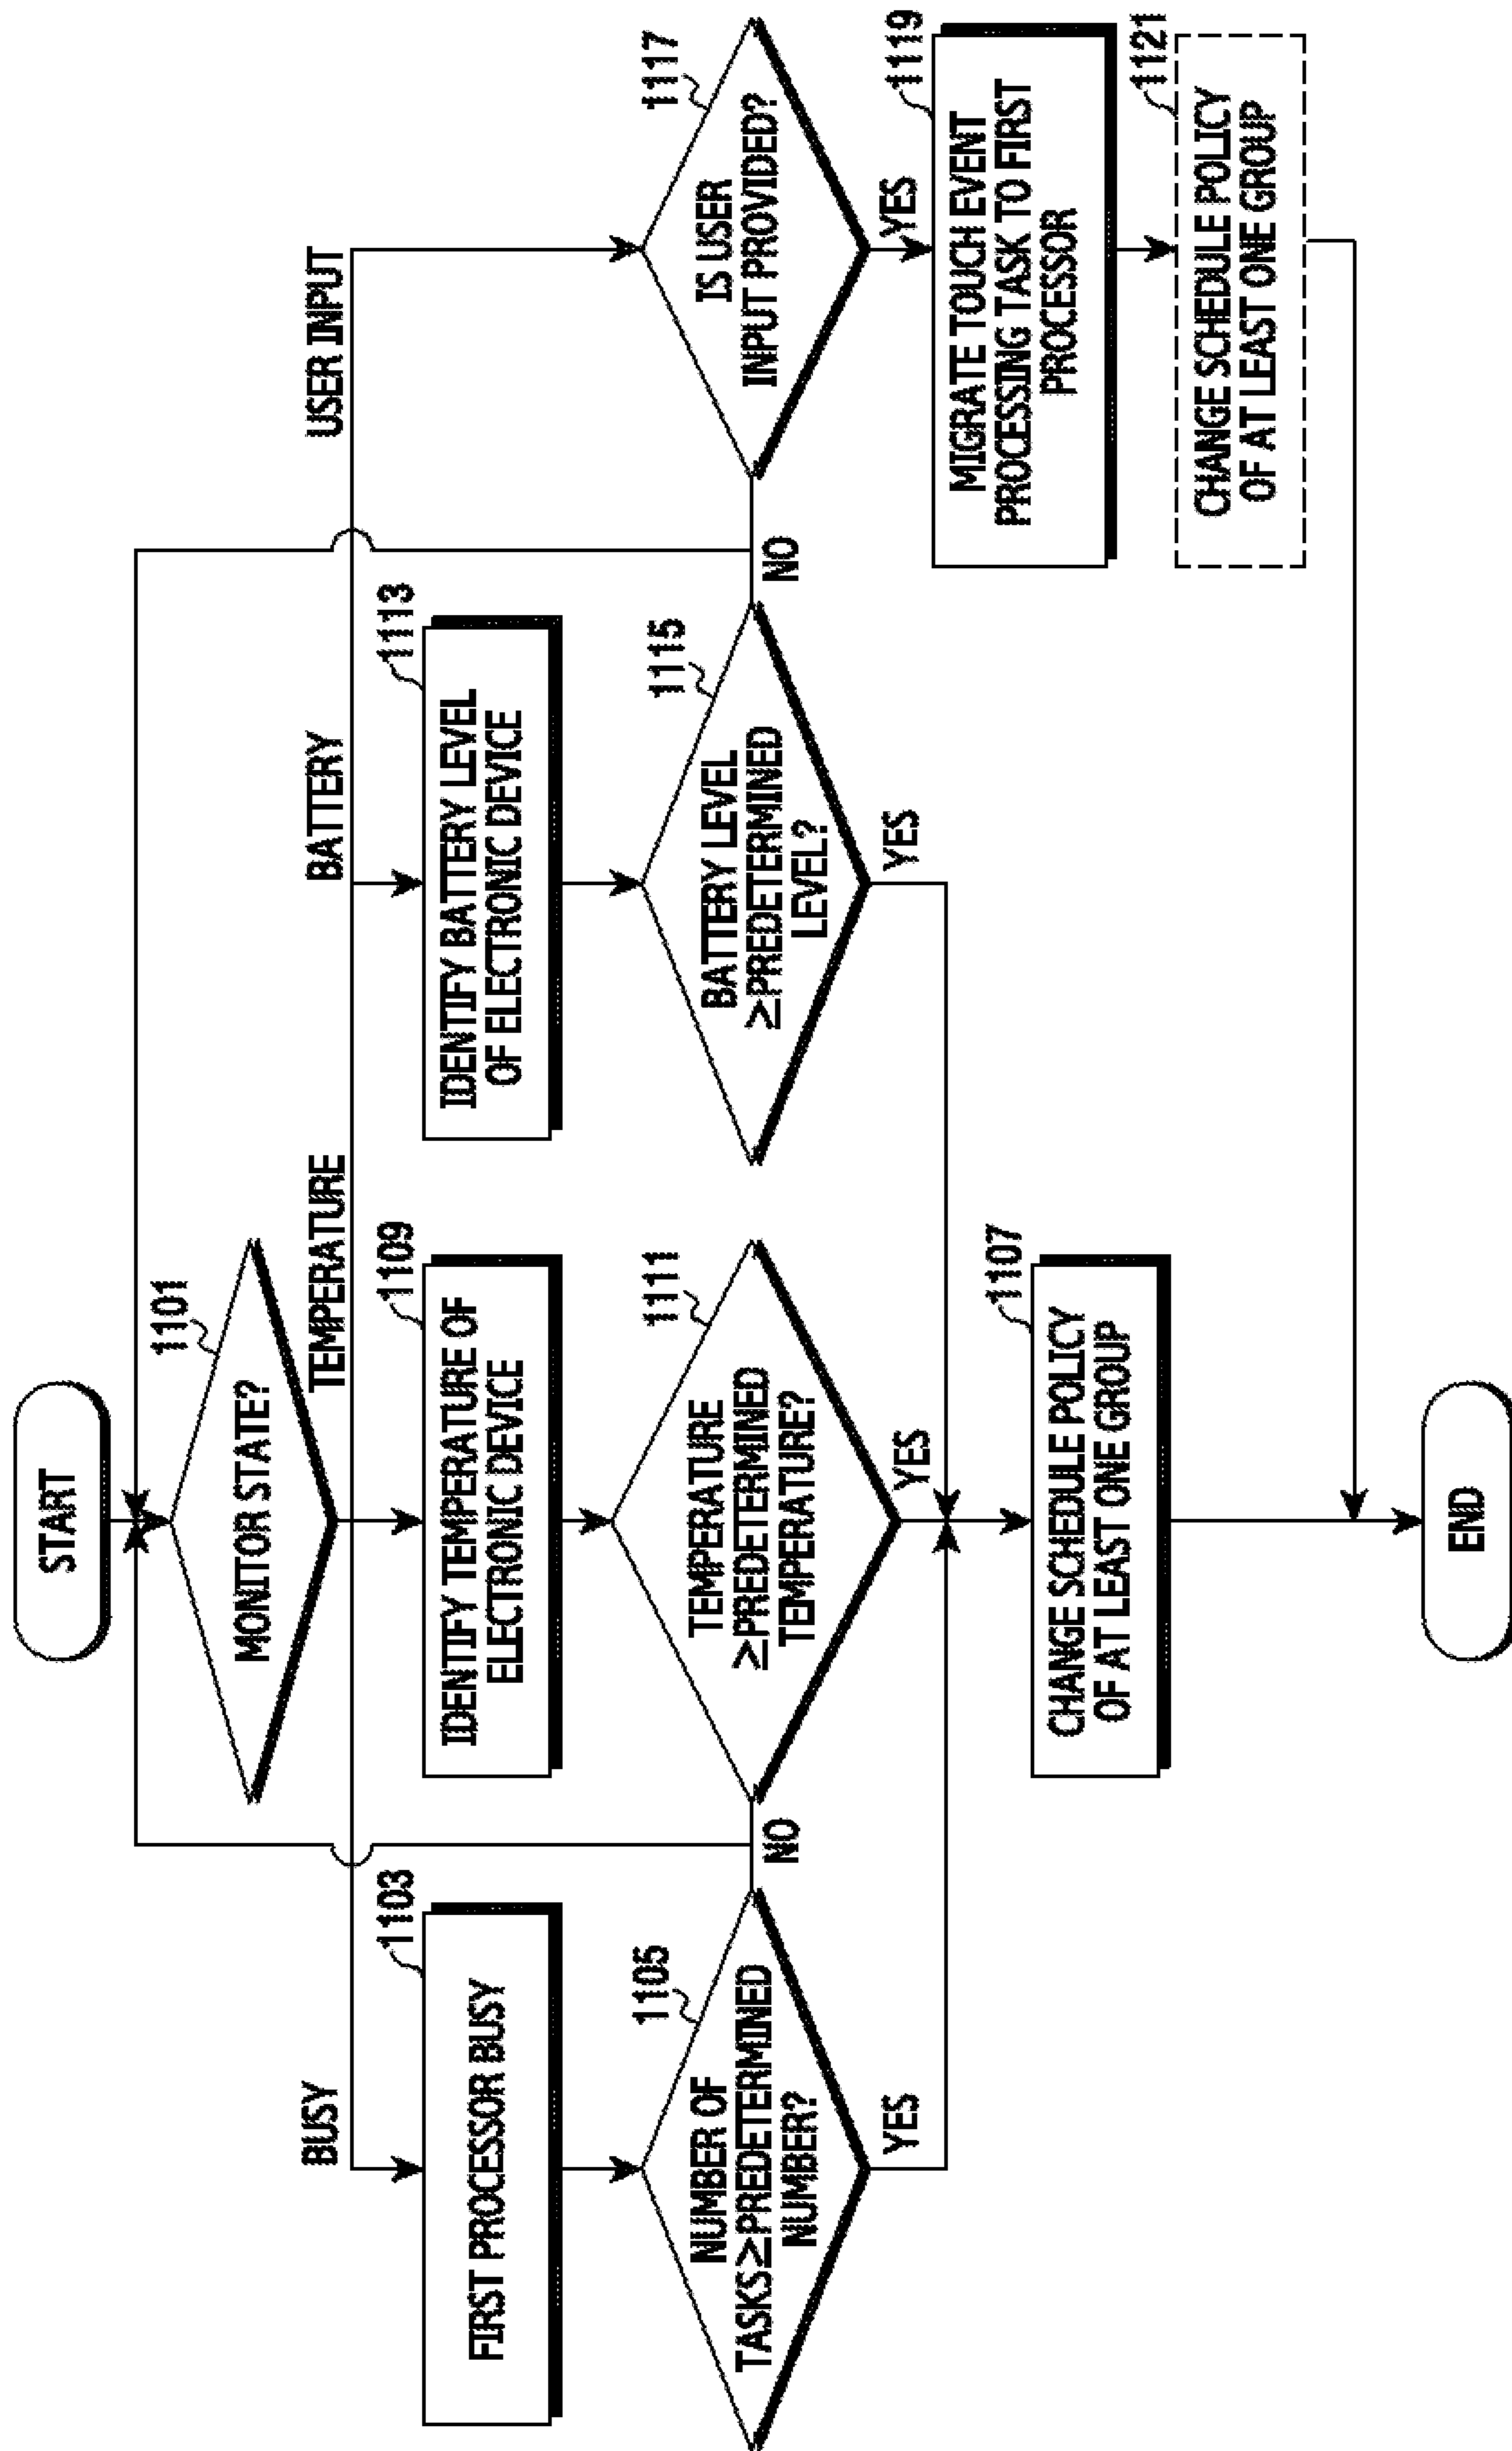 START
1101
MONITOR STATE?
BUSY
TEMPERATURE
BATTERY
USER INPUT
1103
FIRST PROCESSOR BUSY
1109
IDENTIFY TEMPERATURE OF
ELECTRONIC DEVICE
1113
IDENTIFY BATTERY LEVEL
OF ELECTRONIC DEVICE
1105
NUMBER OF
TASKS≥PREDETERMINED
NUMBER?
NO
1111
TEMPERATURE
≥PREDETERMINED
TEMPERATURE?
1115
BATTERY LEVEL
≥PREDETERMINED
LEVEL?
NO
1117
IS USER
INPUT PROVIDED?
YES
YES
YES
YES
1107
CHANGE SCHEDULE POLICY
OF AT LEAST ONE GROUP
1119
MIGRATE TOUCH EVENT
PROCESSING TASK TO FIRST
PROCESSOR
1121
CHANGE SCHEDULE POLICY
OF AT LEAST ONE GROUP
END